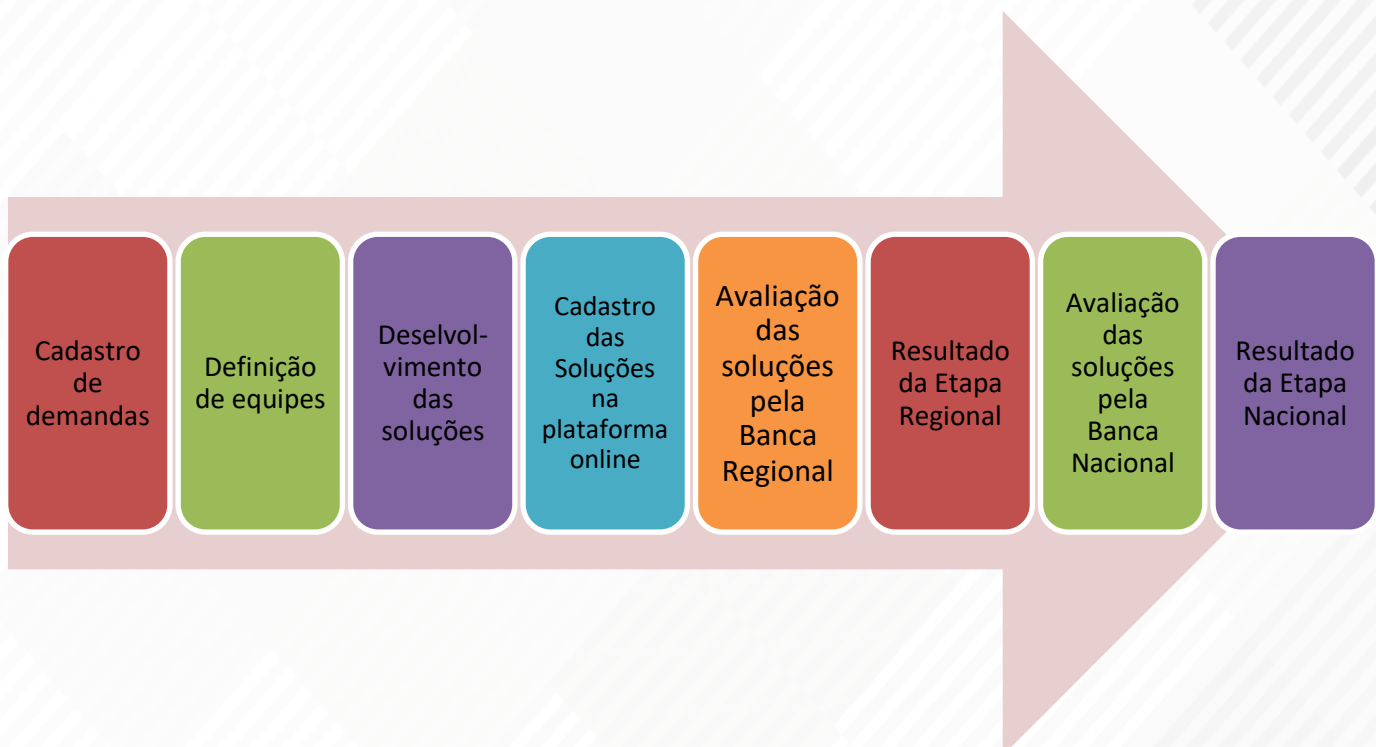 Cadastro
de
demandas
Definição
de equipes
Deselvol-
vimento
das
soluções
Cadastro
das
Soluções
na
plataforma
online
Avaliação
das
soluções
pela
Banca
Regional
Resultado
da Etapa
Regional
Avaliação
das
soluções
pela
Banca
Nacional
Resultado
da Etapa
Nacional